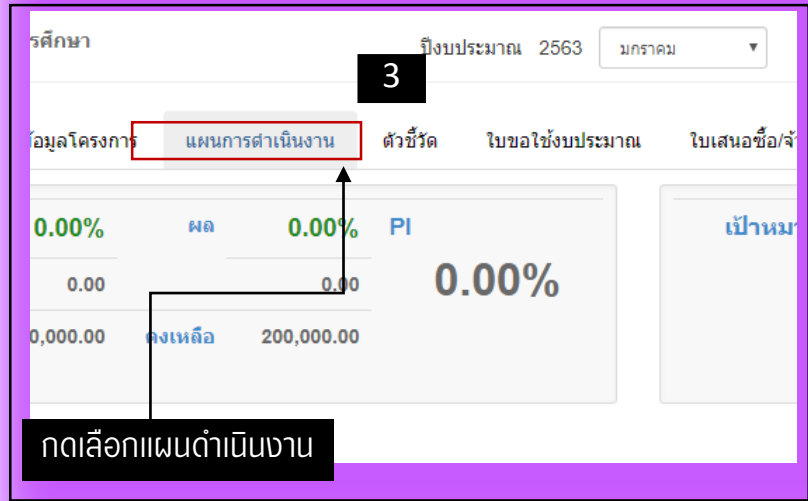 รศึกษา
ปีงบประมาณ 2563 มกราคม
3
ข้อมูลโครงการ แผนการดำเนินงาน ตัวชี้วัด ใบขอใช้งบประมาณ ใบเสนอซื้อ/จ้า
0.00% ผล 0.00% PI เป้าหมา
0.00 0.00 0.00%
0,000.00 คงเหลือ 200,000.00
กดเลือกแผนดำเนินงาน